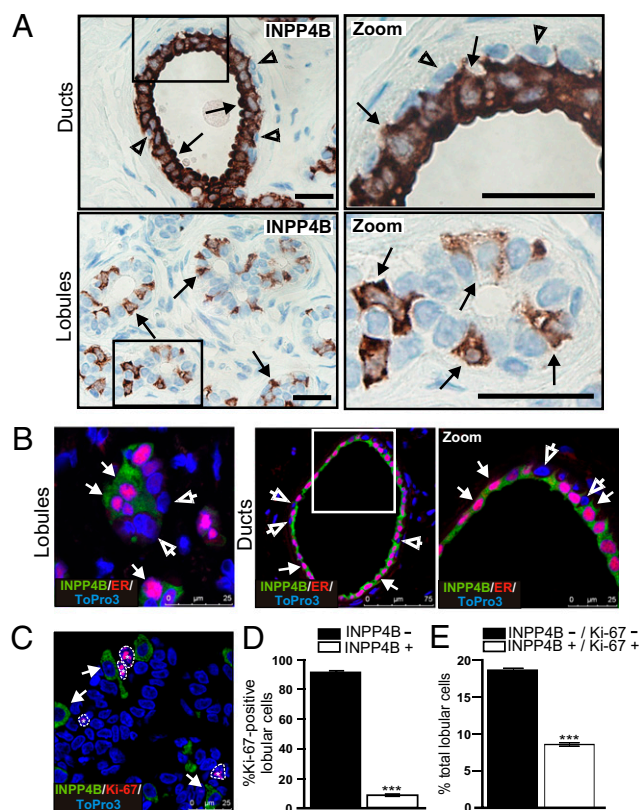 A
INPP4B
Zoom
Ducts
INPP4B
Zoom
Lobules
B
Zoom
Lobules
Ducts
INPP4B/ER/
ToPro3
0 µm 25
INPP4B/ER/
ToPro3
0 µm 75
INPP4B/ER/
ToPro3
0 µm 25
C
INPP4B/Ki-67/
ToPro3
D
INPP4B -
INPP4B +
%Ki-67-positive
lobular cells
100
80
60
40
20
0
***
E
INPP4B - / Ki-67 -
INPP4B + / Ki-67 +
% total lobular cells
20
15
10
5
0
***